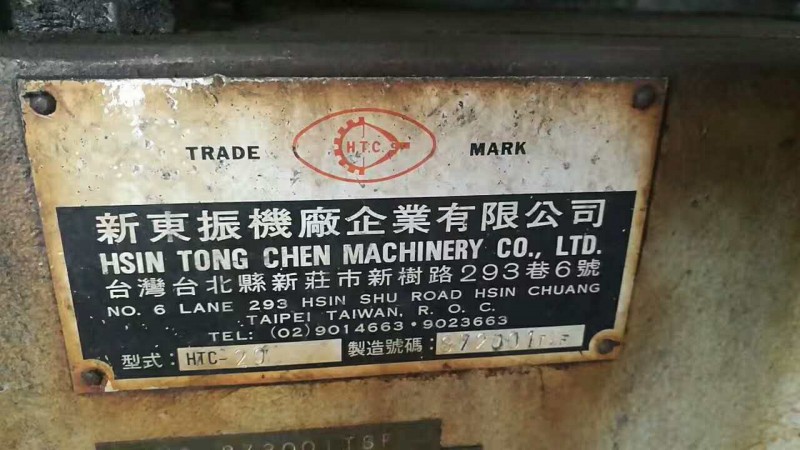 TRADE H.T.C. MARK
新東振機廠企業有限公司
HSIN TONG CHEN MACHINERY CO., LTD.
台灣台北縣新莊市新樹路293巷6號
NO. 6 LANE 293 HSIN SHU ROAD HSIN CHUANG
TAIPEI TAIWAN, R. O. C.
TEL: (02)9014663・9023663
型式: HTC-20 製造號碼: